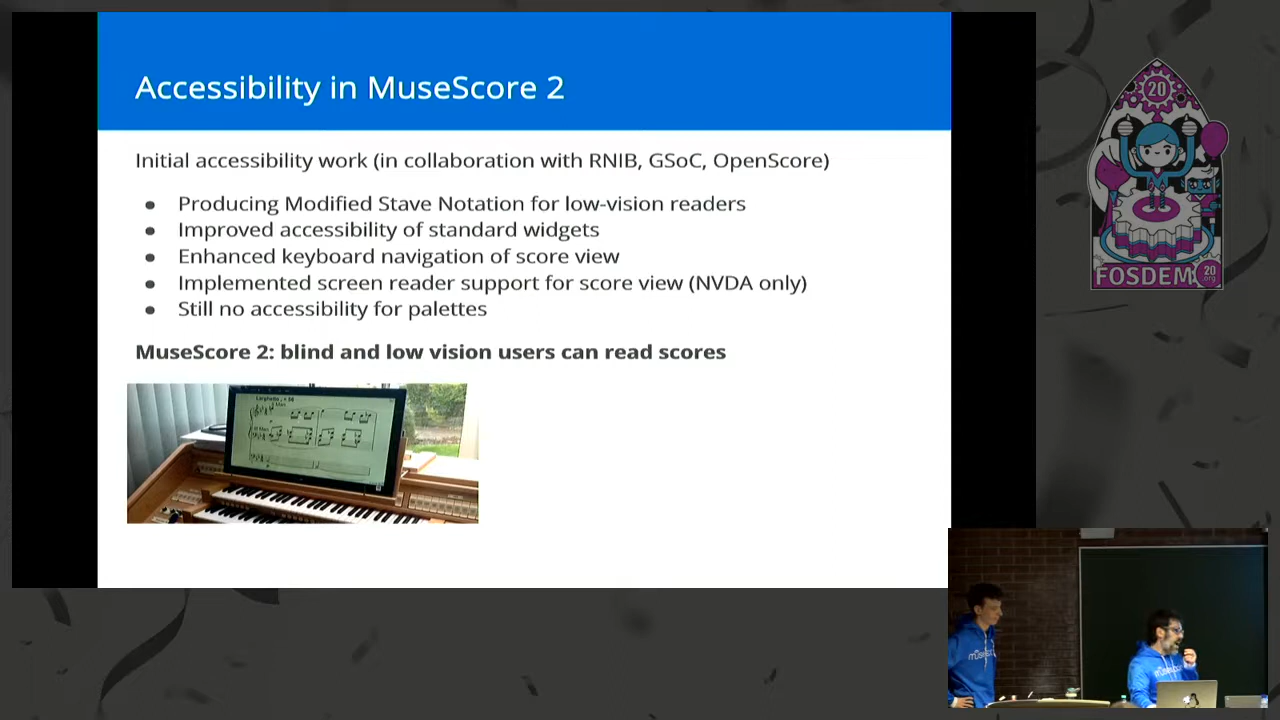 Accessibility in MuseScore 2
Initial accessibility work (in collaboration with RNIB, GSoC, OpenScore)
● Producing Modified Stave Notation for low-vision readers
● Improved accessibility of standard widgets
● Enhanced keyboard navigation of score view
● Implemented screen reader support for score view (NVDA only)
● Still no accessibility for palettes
MuseScore 2: blind and low vision users can read scores
20
FOSDEM
20
.org